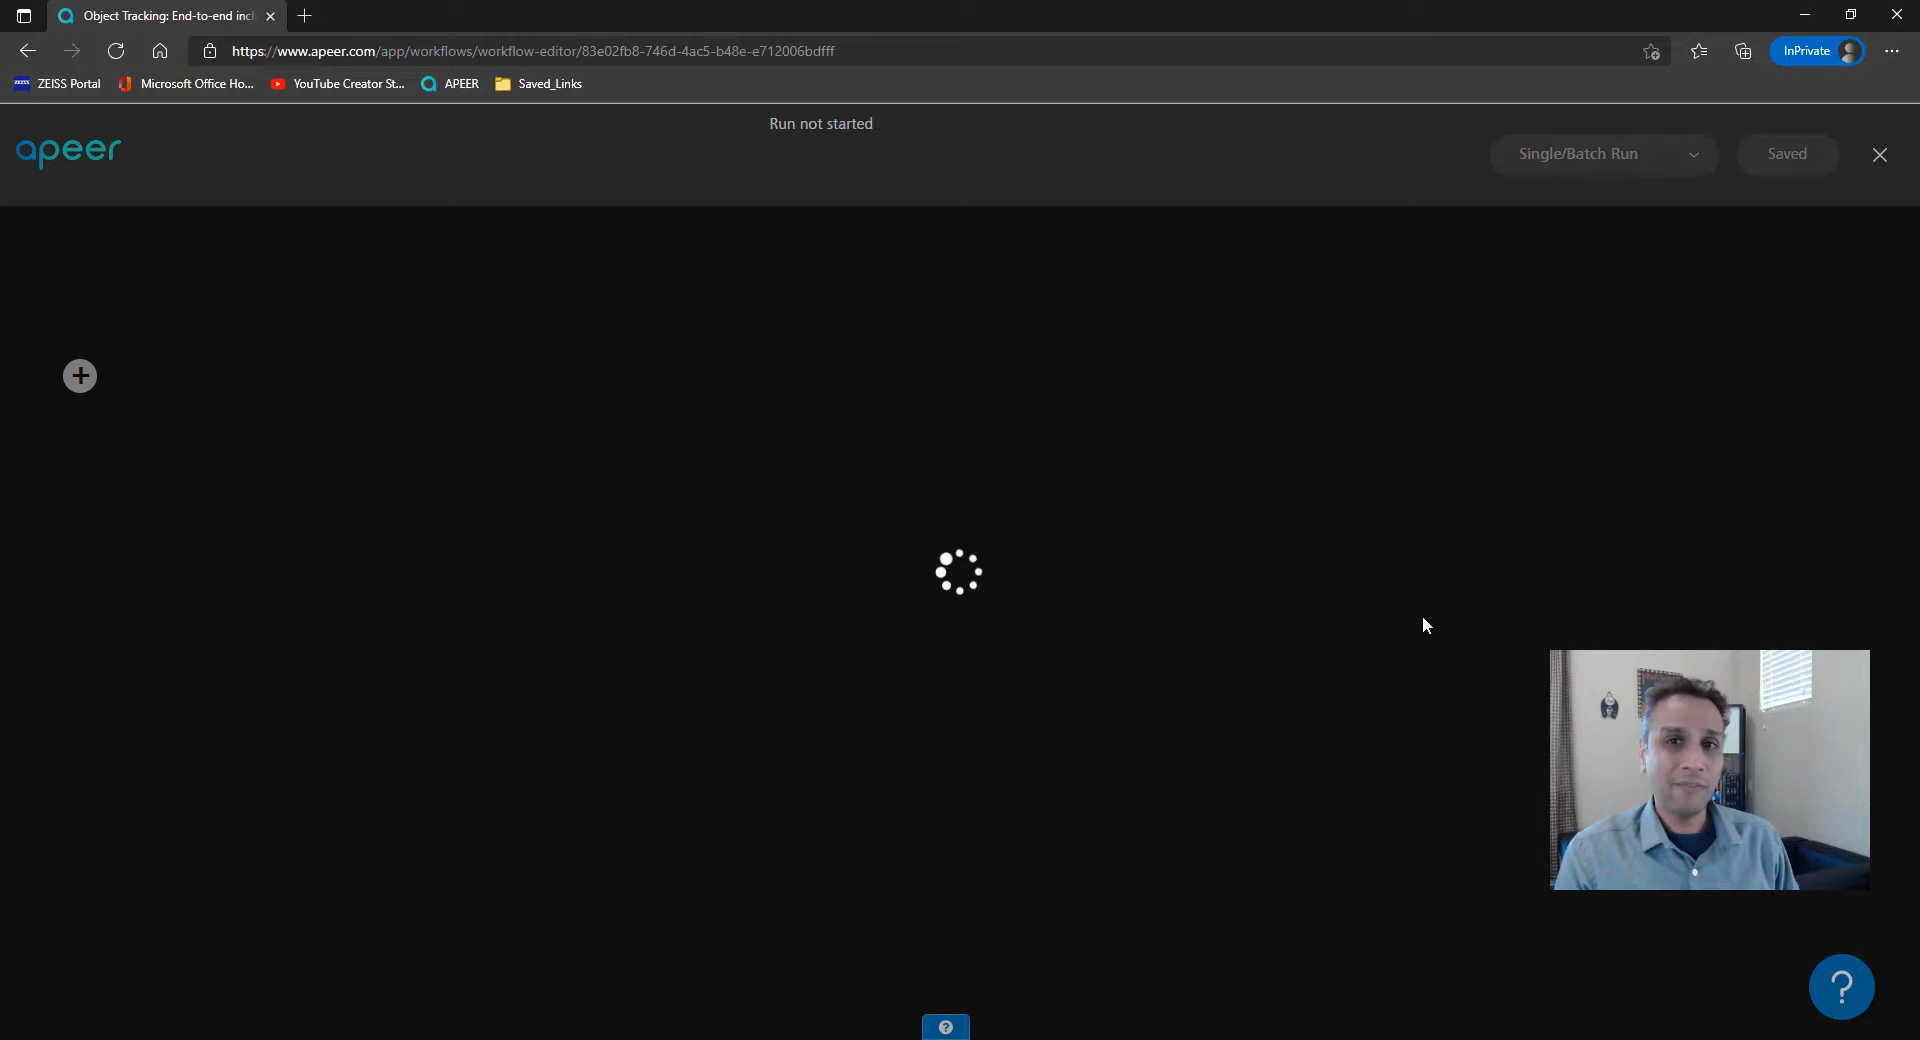 Object Tracking: End-to-end incl
https://www.apeer.com/app/workflows/workflow-editor/83e02fb8-746d-4ac5-b48e-e712006bdfff
InPrivate
ZEISS Portal
Microsoft Office Ho...
YouTube Creator St...
APEER
Saved_Links
Run not started
apeer
Single/Batch Run
Saved
?
?